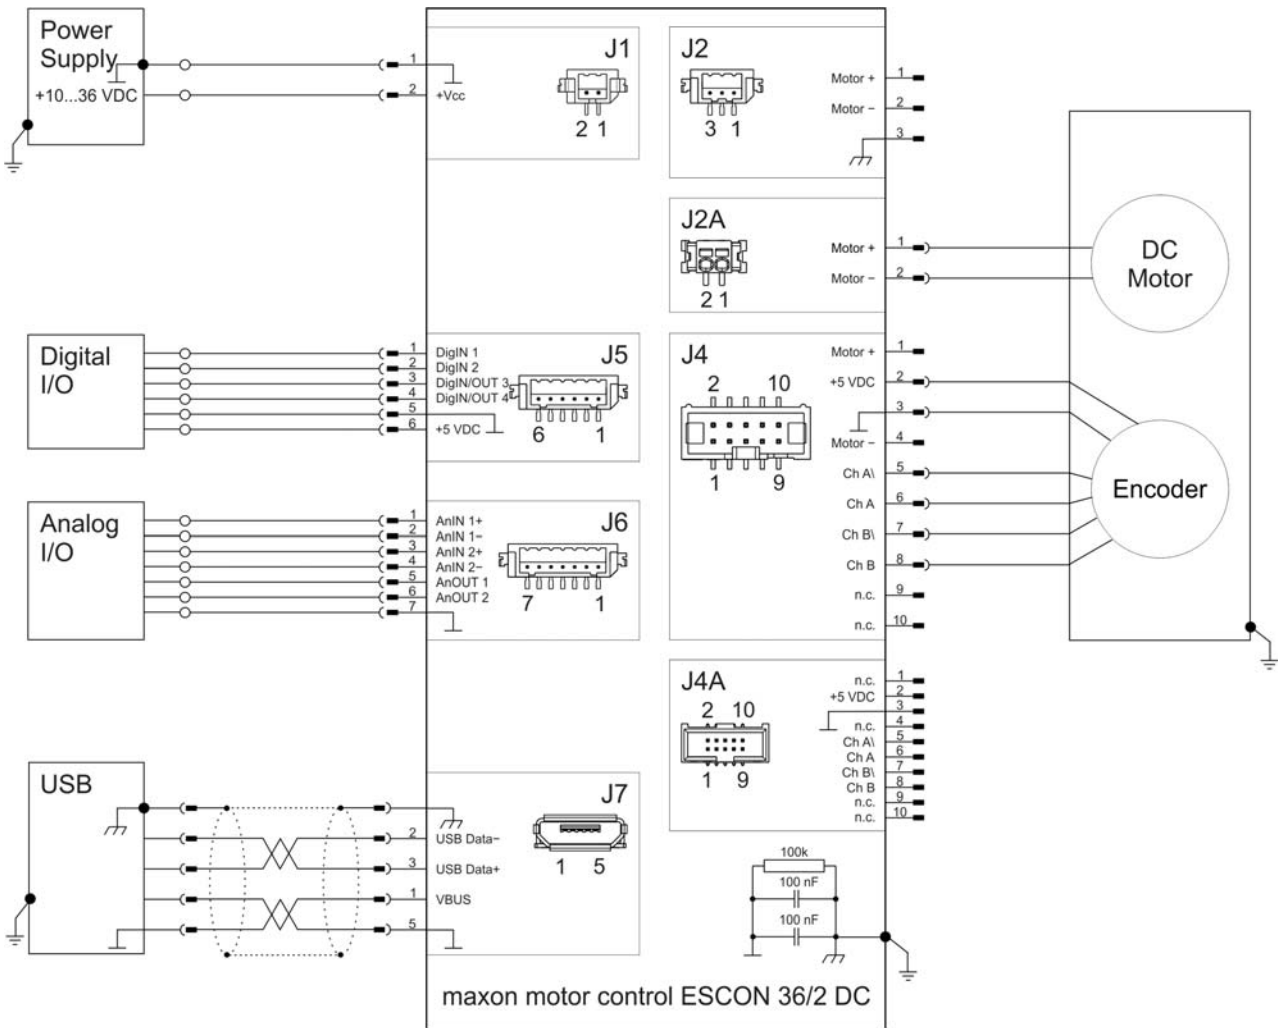 Power
Supply
+10...36 VDC
1
2
+Vcc
J1
2 1
J2
3 1
Motor +
1
Motor −
2
3
J2A
2 1
Motor +
1
Motor −
2
DC
Motor
Digital
I/O
1
DigIN 1
2
DigIN 2
3
DigIN/OUT 3
4
DigIN/OUT 4
5
6
+5 VDC
J5
6 1
J4
2 10
1 9
Motor +
1
+5 VDC
2
3
Motor −
4
Ch A\
5
Ch A
6
Ch B\
7
Ch B
8
n.c.
9
n.c.
10
Encoder
Analog
I/O
1
AnIN 1+
2
AnIN 1−
3
AnIN 2+
4
AnIN 2−
5
AnOUT 1
6
AnOUT 2
7
J6
7 1
J4A
2 10
1 9
n.c.
1
+5 VDC
2
3
n.c.
4
Ch A\
5
Ch A
6
Ch B\
7
Ch B
8
n.c.
9
n.c.
10
USB
2
USB Data−
3
USB Data+
1
VBUS
5
J7
1 5
100k
100 nF
100 nF
maxon motor control ESCON 36/2 DC